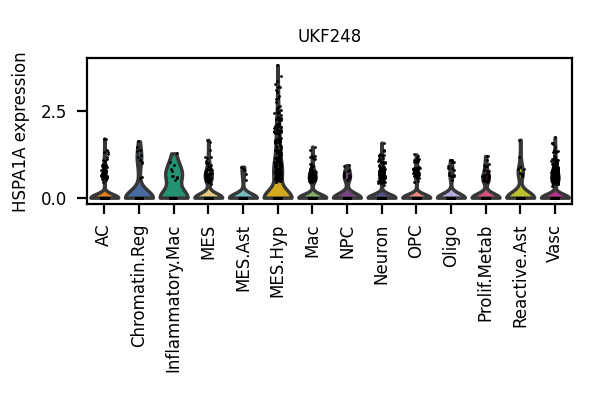 UKF248
HSPA1A expression
2.5
0.0
AC
Chromatin.Reg
Inflammatory.Mac
MES
MES.Ast
MES.Hyp
Mac
NPC
Neuron
OPC
Oligo
Prolif.Metab
Reactive.Ast
Vasc